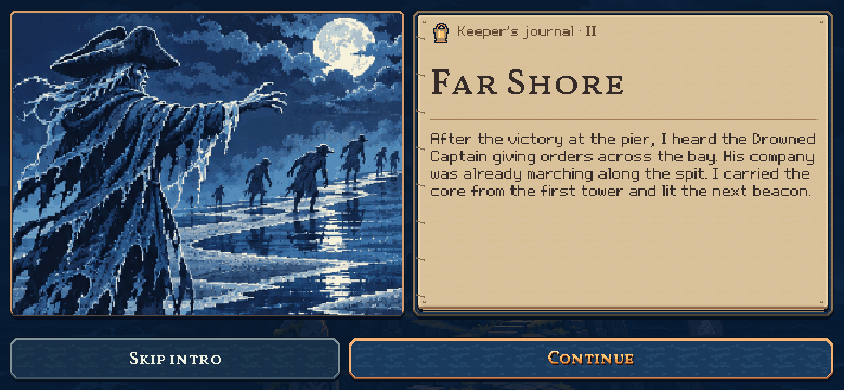 Keeper's journal · II
Far Shore
After the victory at the pier, I heard the Drowned
Captain giving orders across the bay. His company
was already marching along the spit. I carried the
core from the first tower and lit the next beacon.
Skip intro
Continue